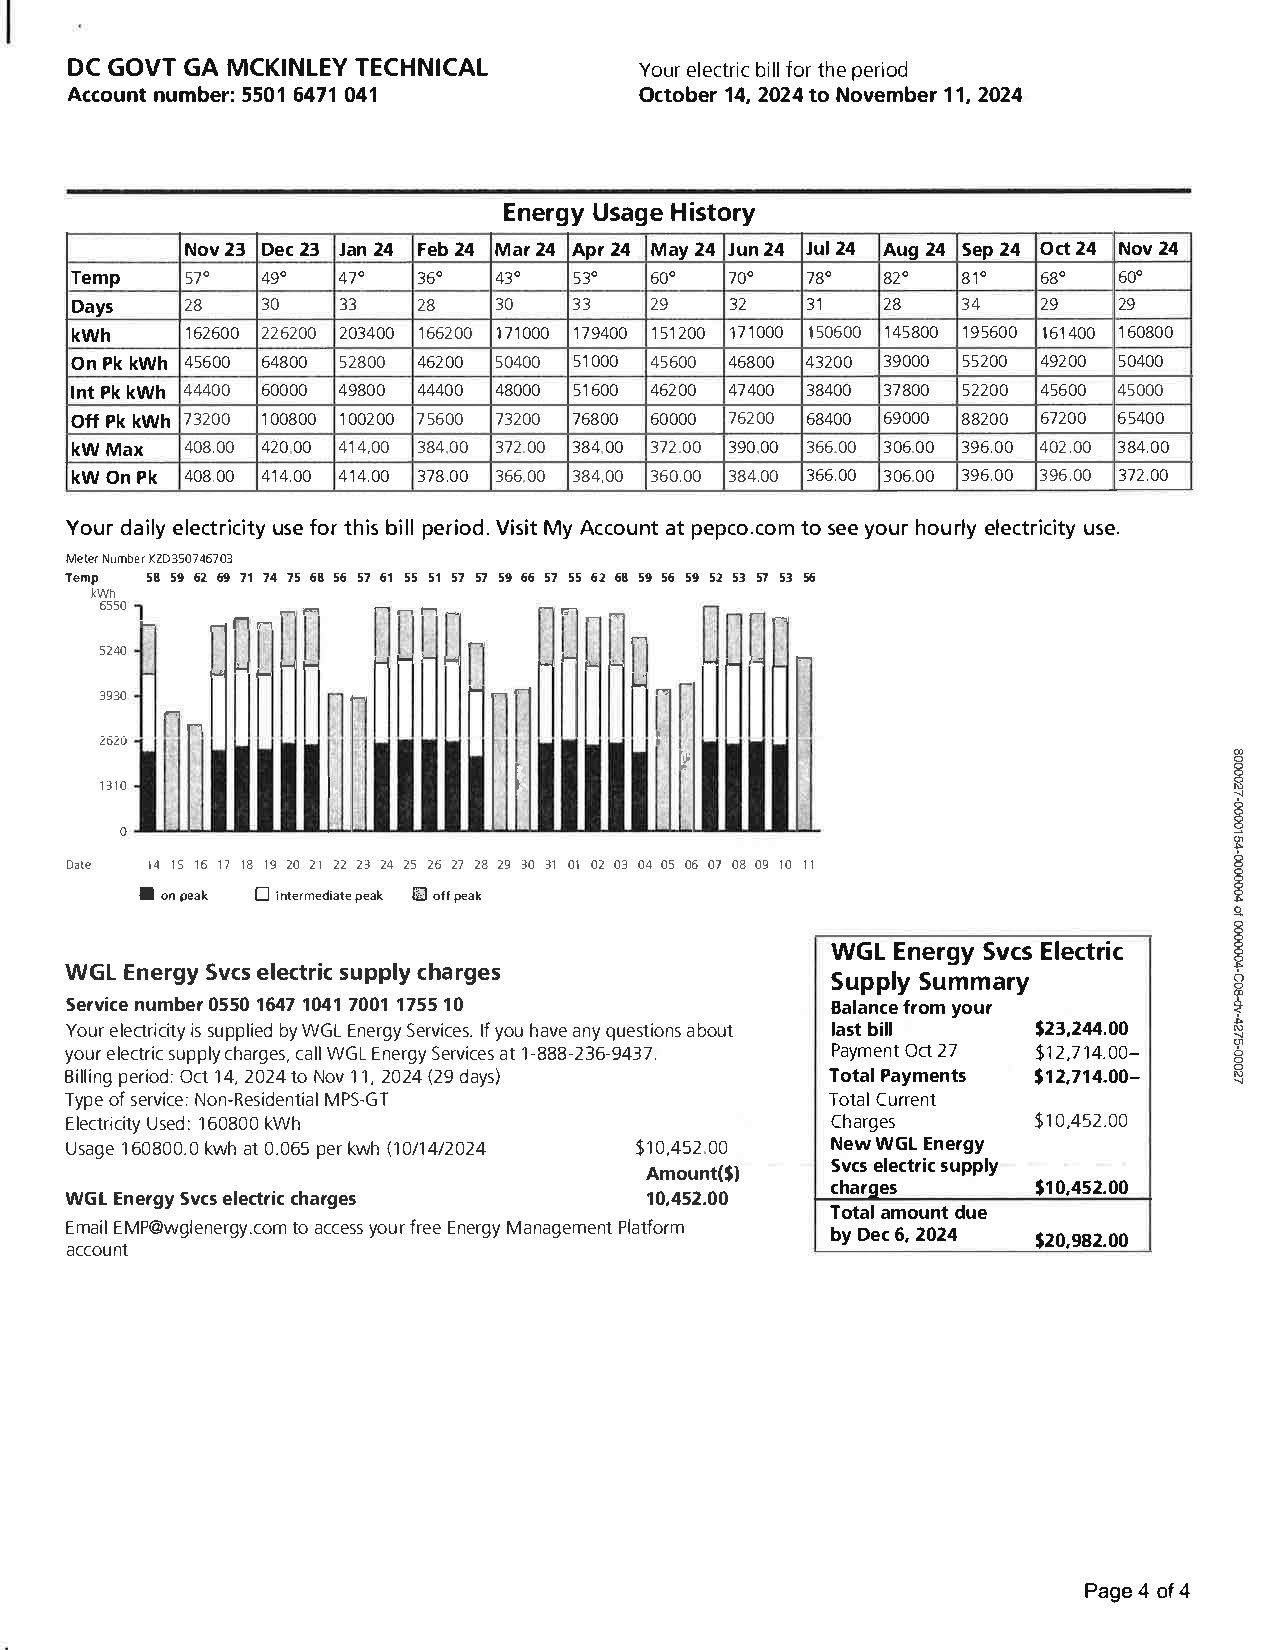 DC GOVT GA MCKINLEY TECHNICAL
Account number: 5501 6471 041
Your electric bill for the period
October 14, 2024 to November 11, 2024
Energy Usage History
Nov 23 Dec 23 Jan 24 Feb 24 Mar 24 Apr 24 May 24 Jun 24 Jul 24 Aug 24 Sep 24 Oct 24 Nov 24
Temp 57° 49° 47° 36° 43° 53° 60° 70° 78° 82° 81° 68° 60°
Days 28 30 33 28 30 33 29 32 31 28 34 29 29
kWh 162600 226200 203400 166200 171000 179400 151200 171000 150600 145800 195600 161400 160800
On Pk kWh 45600 64800 52800 46200 50400 51000 45600 46800 43200 39000 55200 49200 50400
Int Pk kWh 44400 60000 49800 44400 48000 51600 46200 47400 38400 37800 52200 45600 45000
Off Pk kWh 73200 100800 100200 75600 73200 76800 60000 76200 68400 69000 88200 67200 65400
kW Max 408.00 420.00 414.00 384.00 372.00 384.00 372.00 390.00 366.00 306.00 396.00 402.00 384.00
kW On Pk 408.00 414.00 414.00 378.00 366.00 384.00 360.00 384.00 366.00 306.00 396.00 396.00 372.00
Your daily electricity use for this bill period. Visit My Account at pepco.com to see your hourly electricity use.
Meter Number KZD350746703
Temp 58 59 62 69 71 74 75 68 56 57 61 55 51 57 57 59 66 57 55 62 68 59 56 59 52 53 57 53 56
kWh
6550
5240
3930
2620
1310
0
Date 14 15 16 17 18 19 20 21 22 23 24 25 26 27 28 29 30 31 01 02 03 04 05 06 07 08 09 10 11
on peak intermediate peak off peak
WGL Energy Svcs electric supply charges
Service number 0550 1647 1041 7001 1755 10
Your electricity is supplied by WGL Energy Services. If you have any questions about
your electric supply charges, call WGL Energy Services at 1-888-236-9437.
Billing period: Oct 14, 2024 to Nov 11, 2024 (29 days)
Type of service: Non-Residential MPS-GT
Electricity Used: 160800 kWh
Usage 160800.0 kwh at 0.065 per kwh (10/14/2024 $10,452.00
Amount($)
WGL Energy Svcs electric charges 10,452.00
Email EMP@wglenergy.com to access your free Energy Management Platform
account
WGL Energy Svcs Electric
Supply Summary
Balance from your
last bill $23,244.00
Payment Oct 27 $12,714.00−
Total Payments $12,714.00−
Total Current
Charges $10,452.00
New WGL Energy
Svcs electric supply
charges $10,452.00
Total amount due
by Dec 6, 2024 $20,982.00
8000027-0000154-0000004 of 0000004-C08-dv-4275-00027
Page 4 of 4